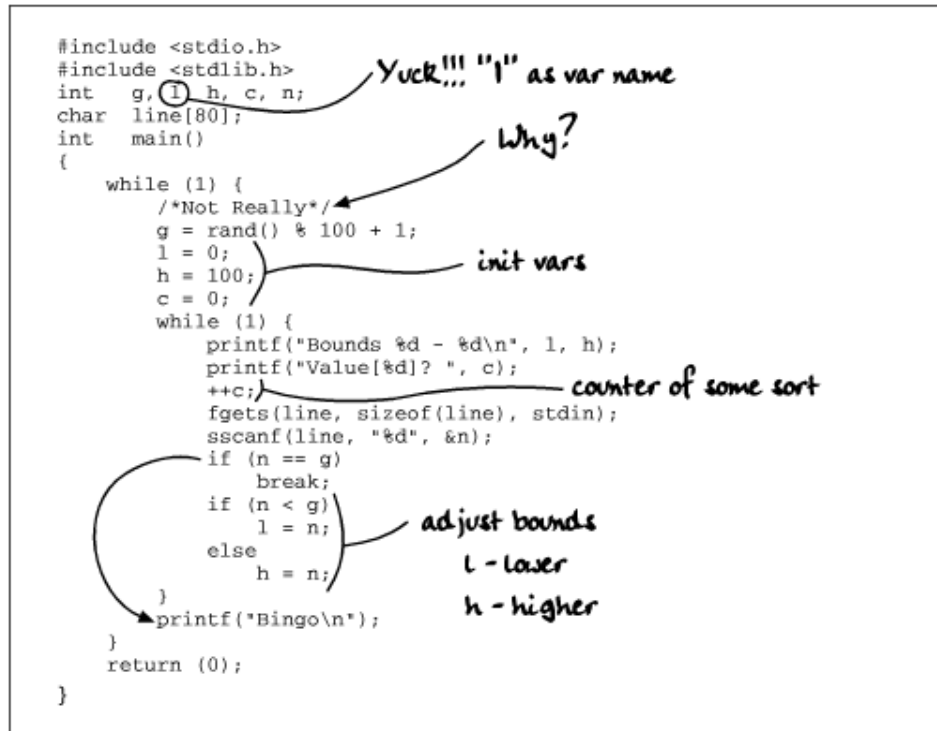 #include <stdio.h>
#include <stdlib.h>
Yuck!!! "l" as var name
int   g, l, h, c, n;
char  line[80];
int   main()
Why?
{
    while (1) {
        /*Not Really*/
        g = rand() % 100 + 1;
        l = 0;
init vars
        h = 100;
        c = 0;
        while (1) {
            printf("Bounds %d - %d\n", l, h);
            printf("Value[%d]? ", c);
            ++c;
counter of some sort
            fgets(line, sizeof(line), stdin);
            sscanf(line, "%d", &n);
            if (n == g)
                break;
            if (n < g)
                l = n;
            else
                h = n;
adjust bounds
l - lower
h - higher
        }
        printf("Bingo\n");
    }
    return (0);
}